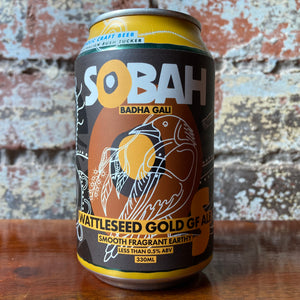 CRAFT BEER
BUSH TUCKER
SOBAH
BADHA GALI
WATTLESEED GOLD GF ALE
SMOOTH FRAGRANT EARTHY
LESS THAN 0.5% ABV
330ML